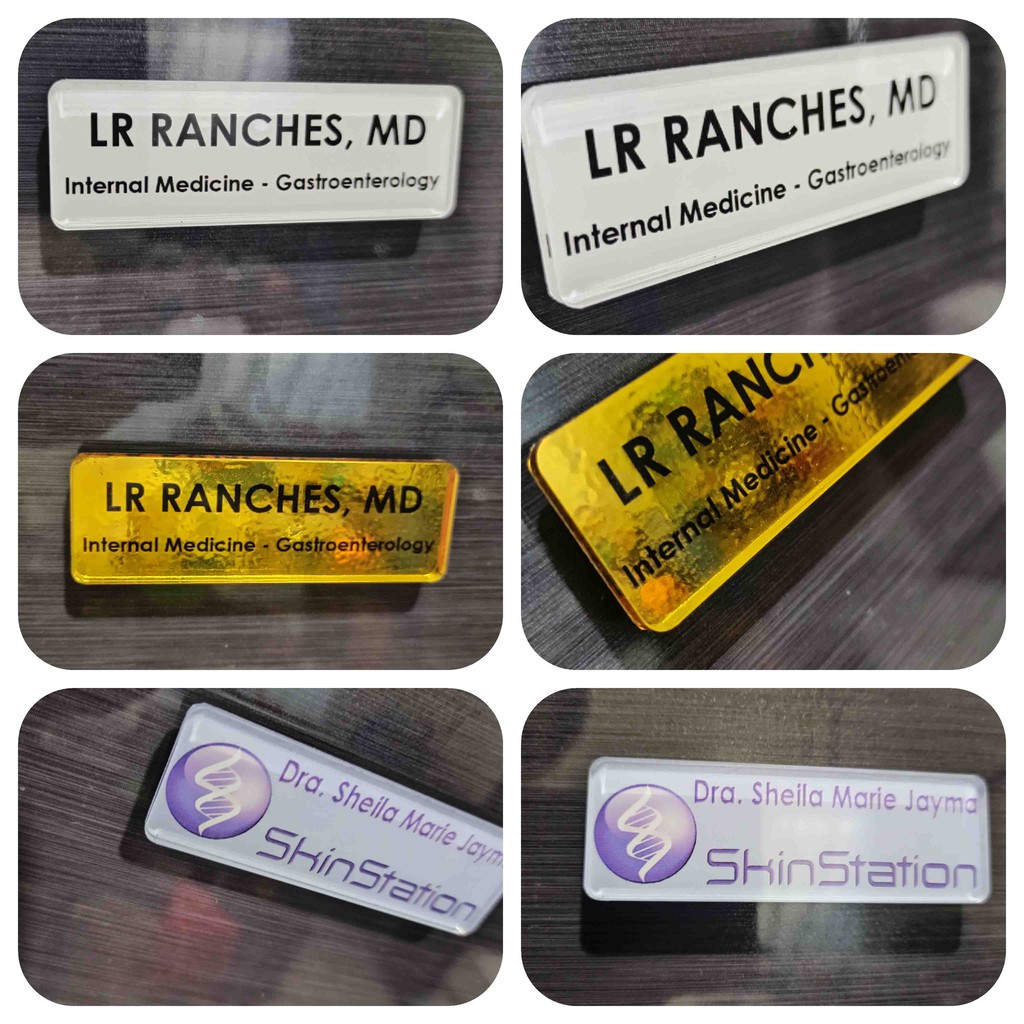 LR RANCHES, MD
Internal Medicine - Gastroenterology
LR RANCHES, MD
Internal Medicine - Gastroenterology
LR RANCHES, MD
Internal Medicine - Gastroenterology
LR RANC
Internal Medicine - Gastroen
Dra. Sheila Marie Jaym
SkinStation
Dra. Sheila Marie Jayma
SkinStation